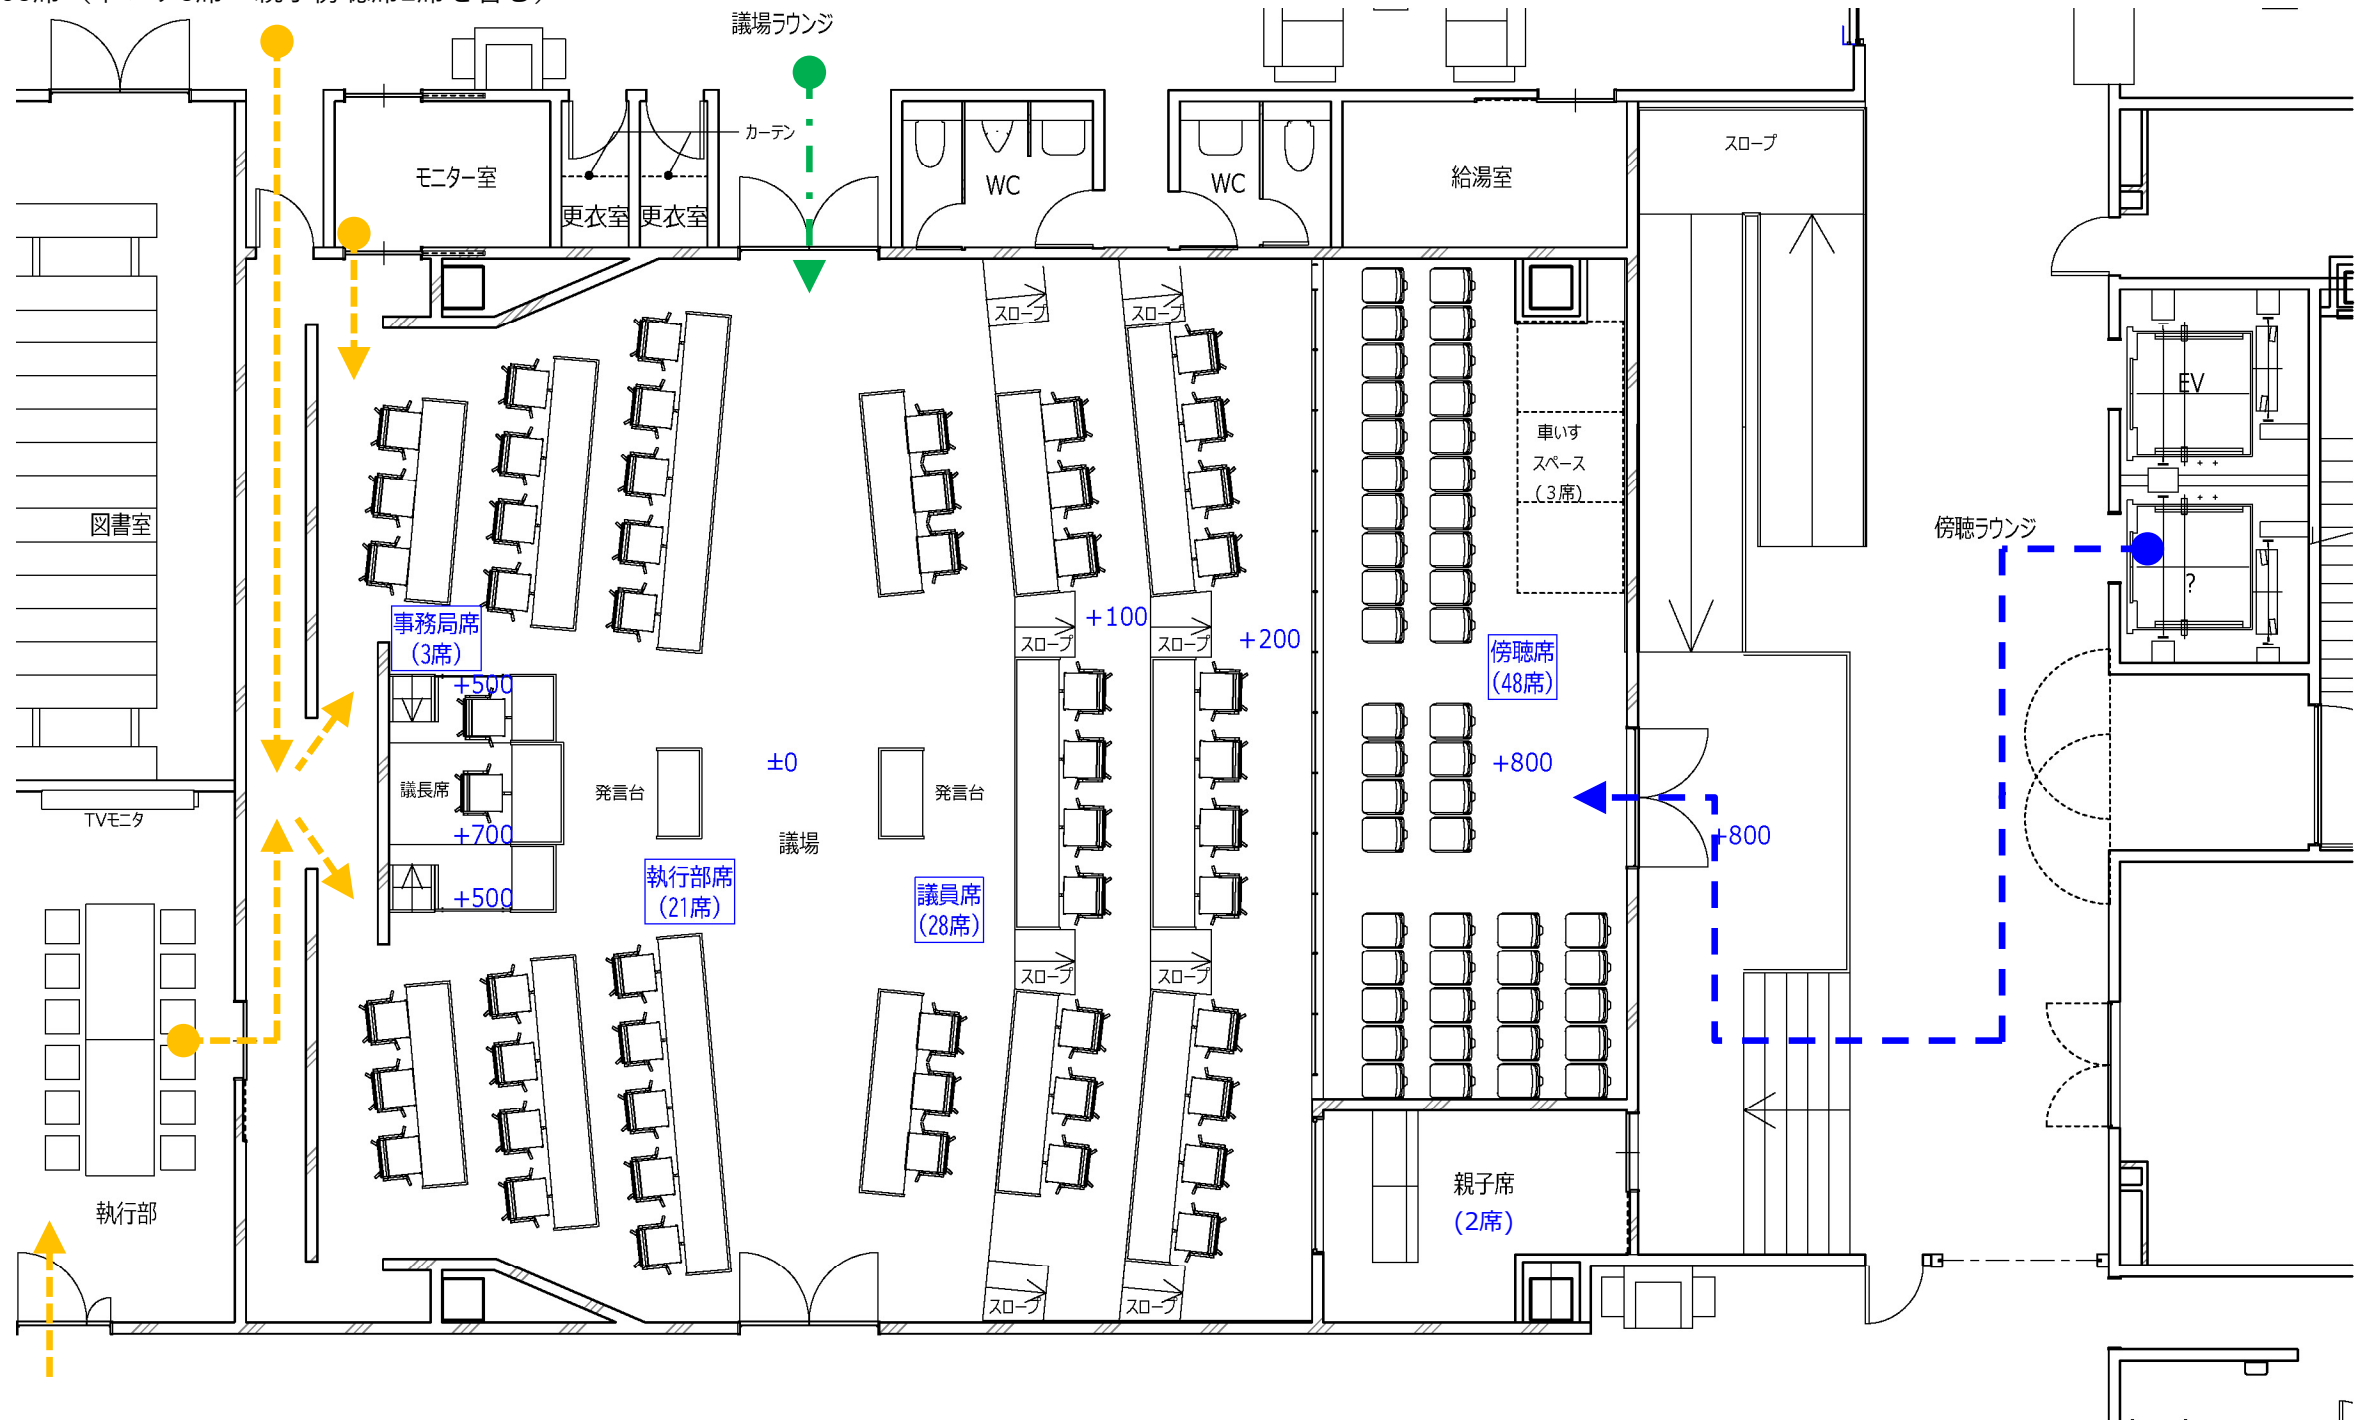 議場ラウンジ
カーテン
スロープ
モニター室
WC
WC
給湯室
更衣室
更衣室
スロープ
スロープ
EV
車いす
スペース
(3席)
図書室
傍聴ラウンジ
?
事務局席
(3席)
+100
スロープ
スロープ
+200
傍聴席
(48席)
+500
±0
+800
議長席
発言台
発言台
TVモニタ
+700
議場
+800
執行部席
(21席)
議員席
(28席)
+500
スロープ
スロープ
親子席
(2席)
執行部
スロープ
スロープ